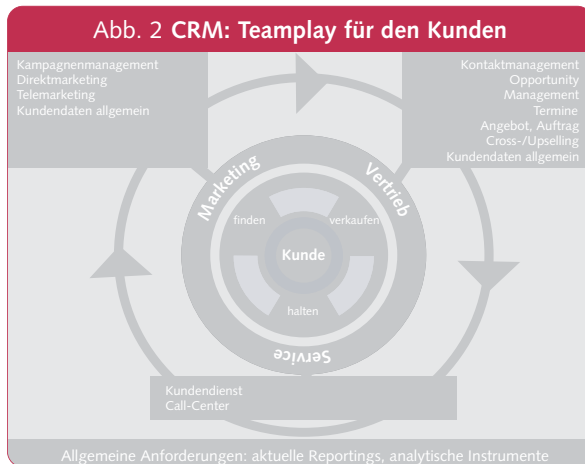 Abb. 2 CRM: Teamplay für den Kunden
Kampagnenmanagement
Direktmarketing
Telemarketing
Kundendaten allgemein
Kontaktmanagement
Opportunity
Management
Termine
Angebot, Auftrag
Cross-/Upselling
Kundendaten allgemein
Marketing
Vertrieb
finden
verkaufen
Kunde
halten
Service
Kundendienst
Call-Center
Allgemeine Anforderungen: aktuelle Reportings, analytische Instrumente